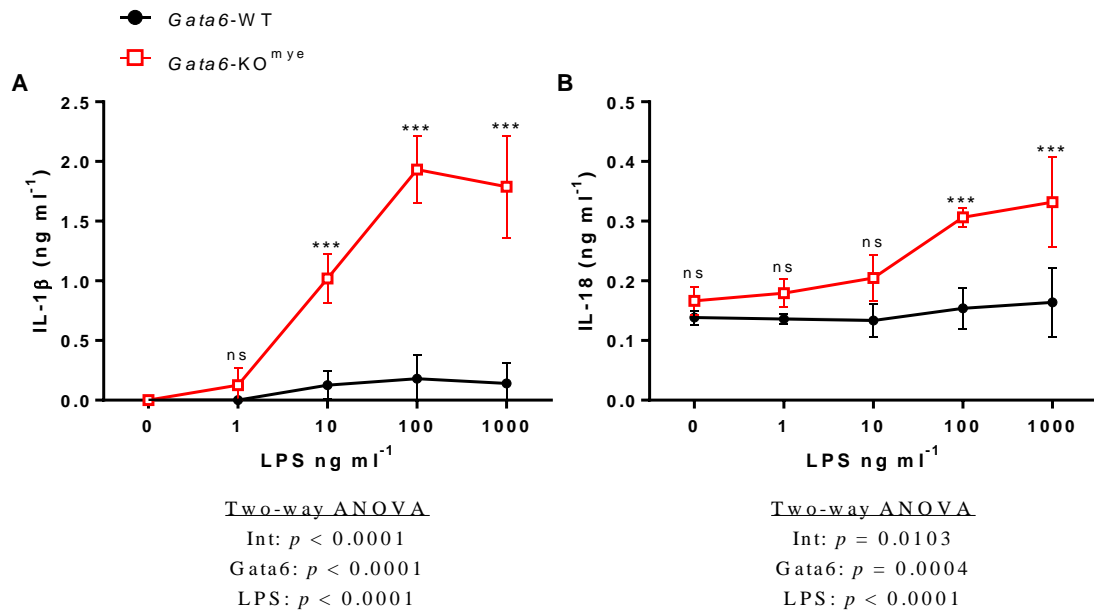 Gata6-WT
Gata6-KO^mye
A
2.5
2.0
1.5
1.0
0.5
0.0
IL-1β (ng ml⁻¹)
ns
***
***
***
0 1 10 100 1000
LPS ng ml⁻¹
Two-way ANOVA
Int: p < 0.0001
Gata6: p < 0.0001
LPS: p < 0.0001
B
0.5
0.4
0.3
0.2
0.1
0.0
IL-18 (ng ml⁻¹)
ns
ns
ns
***
***
0 1 10 100 1000
LPS ng ml⁻¹
Two-way ANOVA
Int: p = 0.0103
Gata6: p = 0.0004
LPS: p < 0.0001